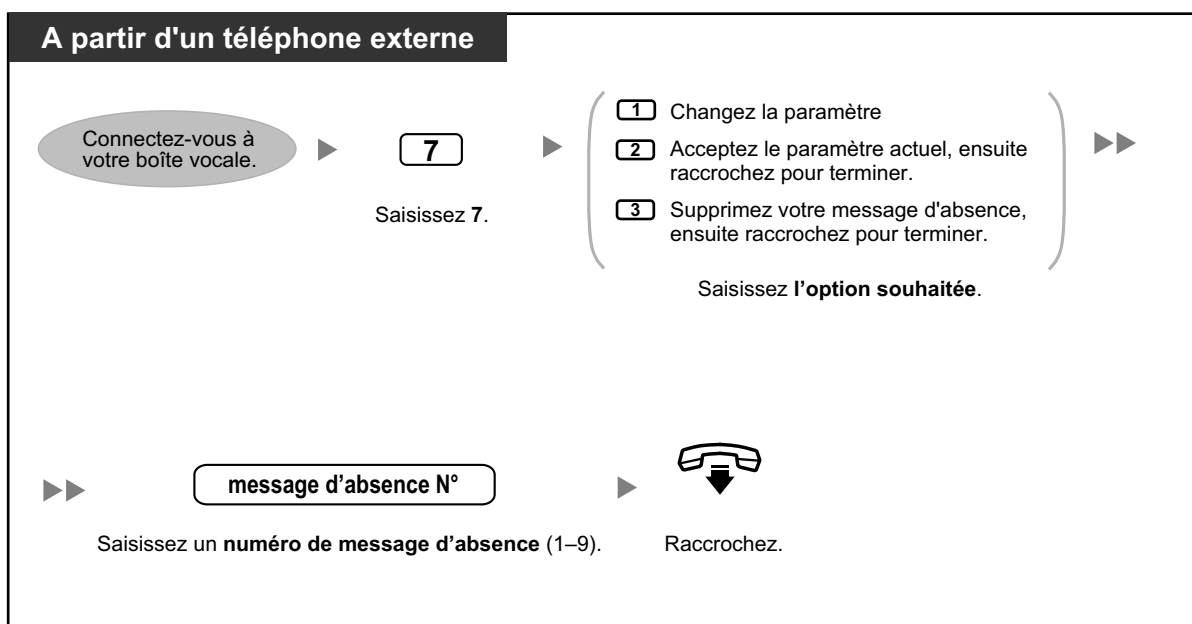 A partir d'un téléphone externe
Connectez-vous à
votre boîte vocale.
7
Saisissez 7.
1 Changez la paramètre
2 Acceptez le paramètre actuel, ensuite
raccrochez pour terminer.
3 Supprimez votre message d'absence,
ensuite raccrochez pour terminer.
Saisissez l’option souhaitée.
message d’absence N°
Saisissez un numéro de message d’absence (1–9).
Raccrochez.